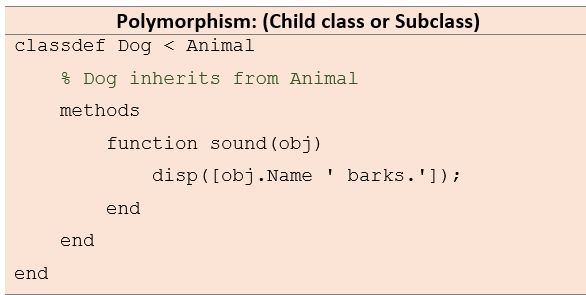 Polymorphism: (Child class or Subclass)
classdef Dog < Animal
    % Dog inherits from Animal
    methods
        function sound(obj)
            disp([obj.Name ' barks.']);
        end
    end
end